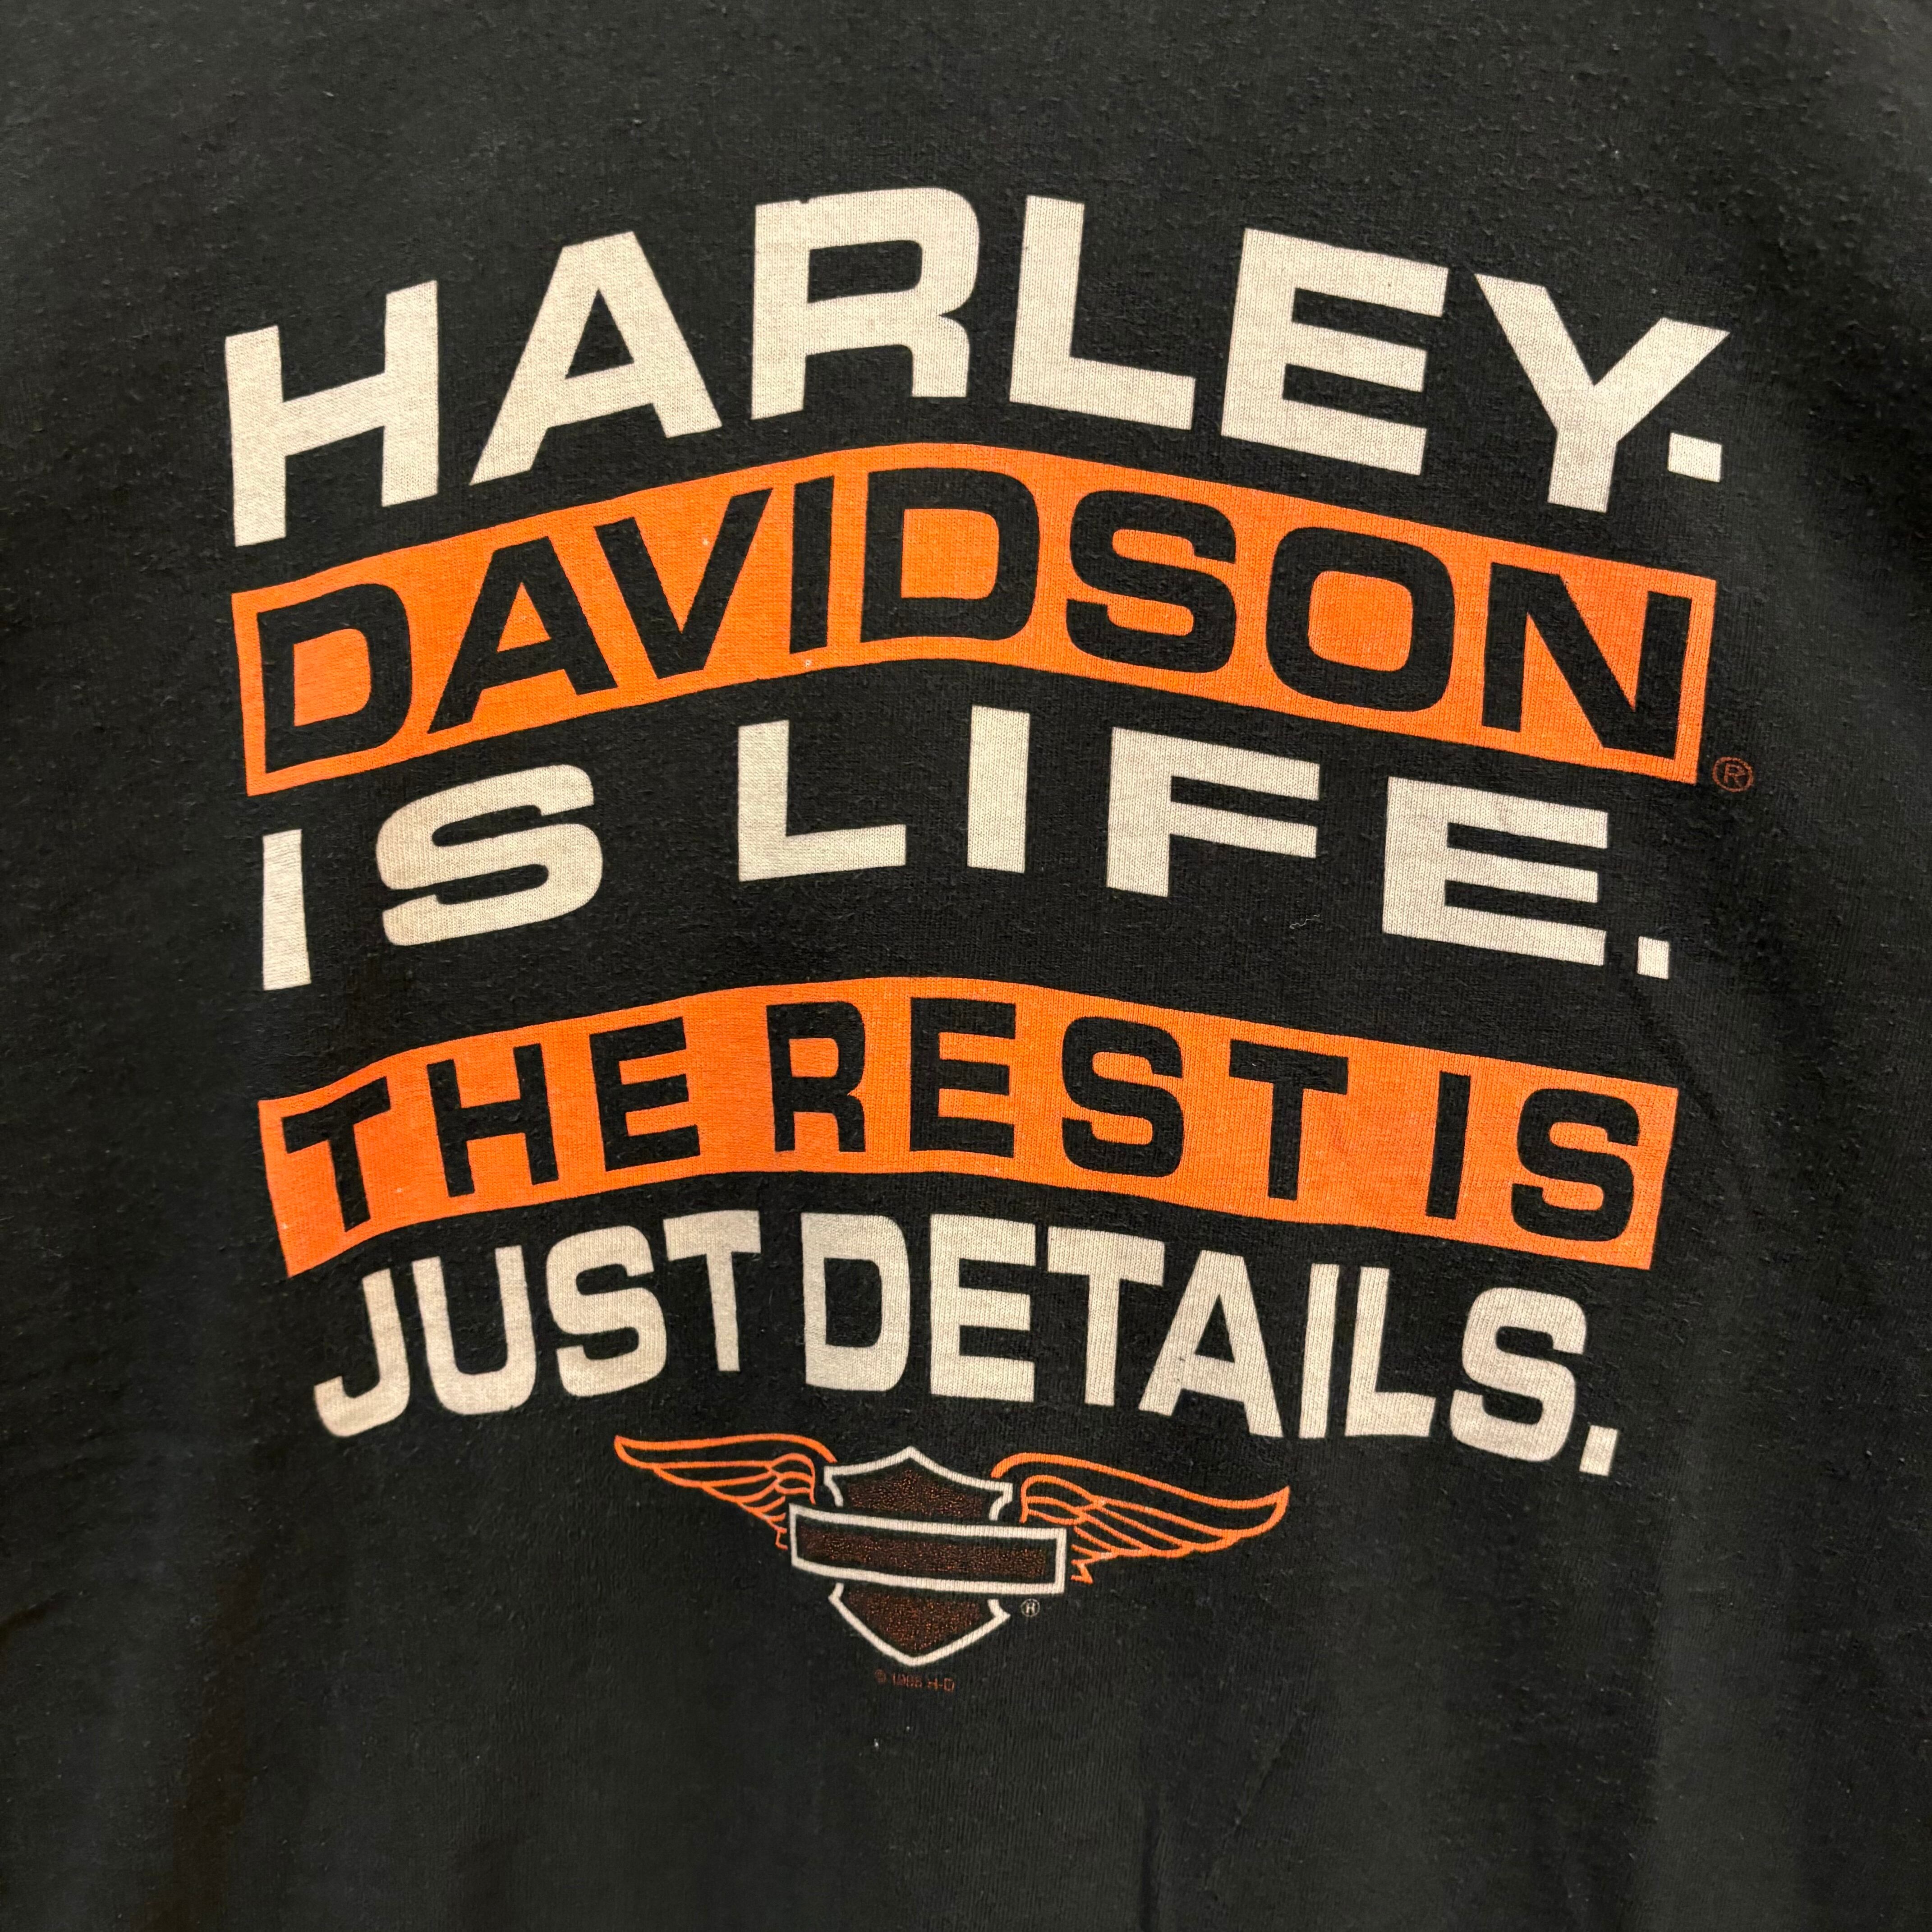 HARLEY-
DAVIDSON®
IS LIFE.
THE REST IS
JUST DETAILS.
®
H-D